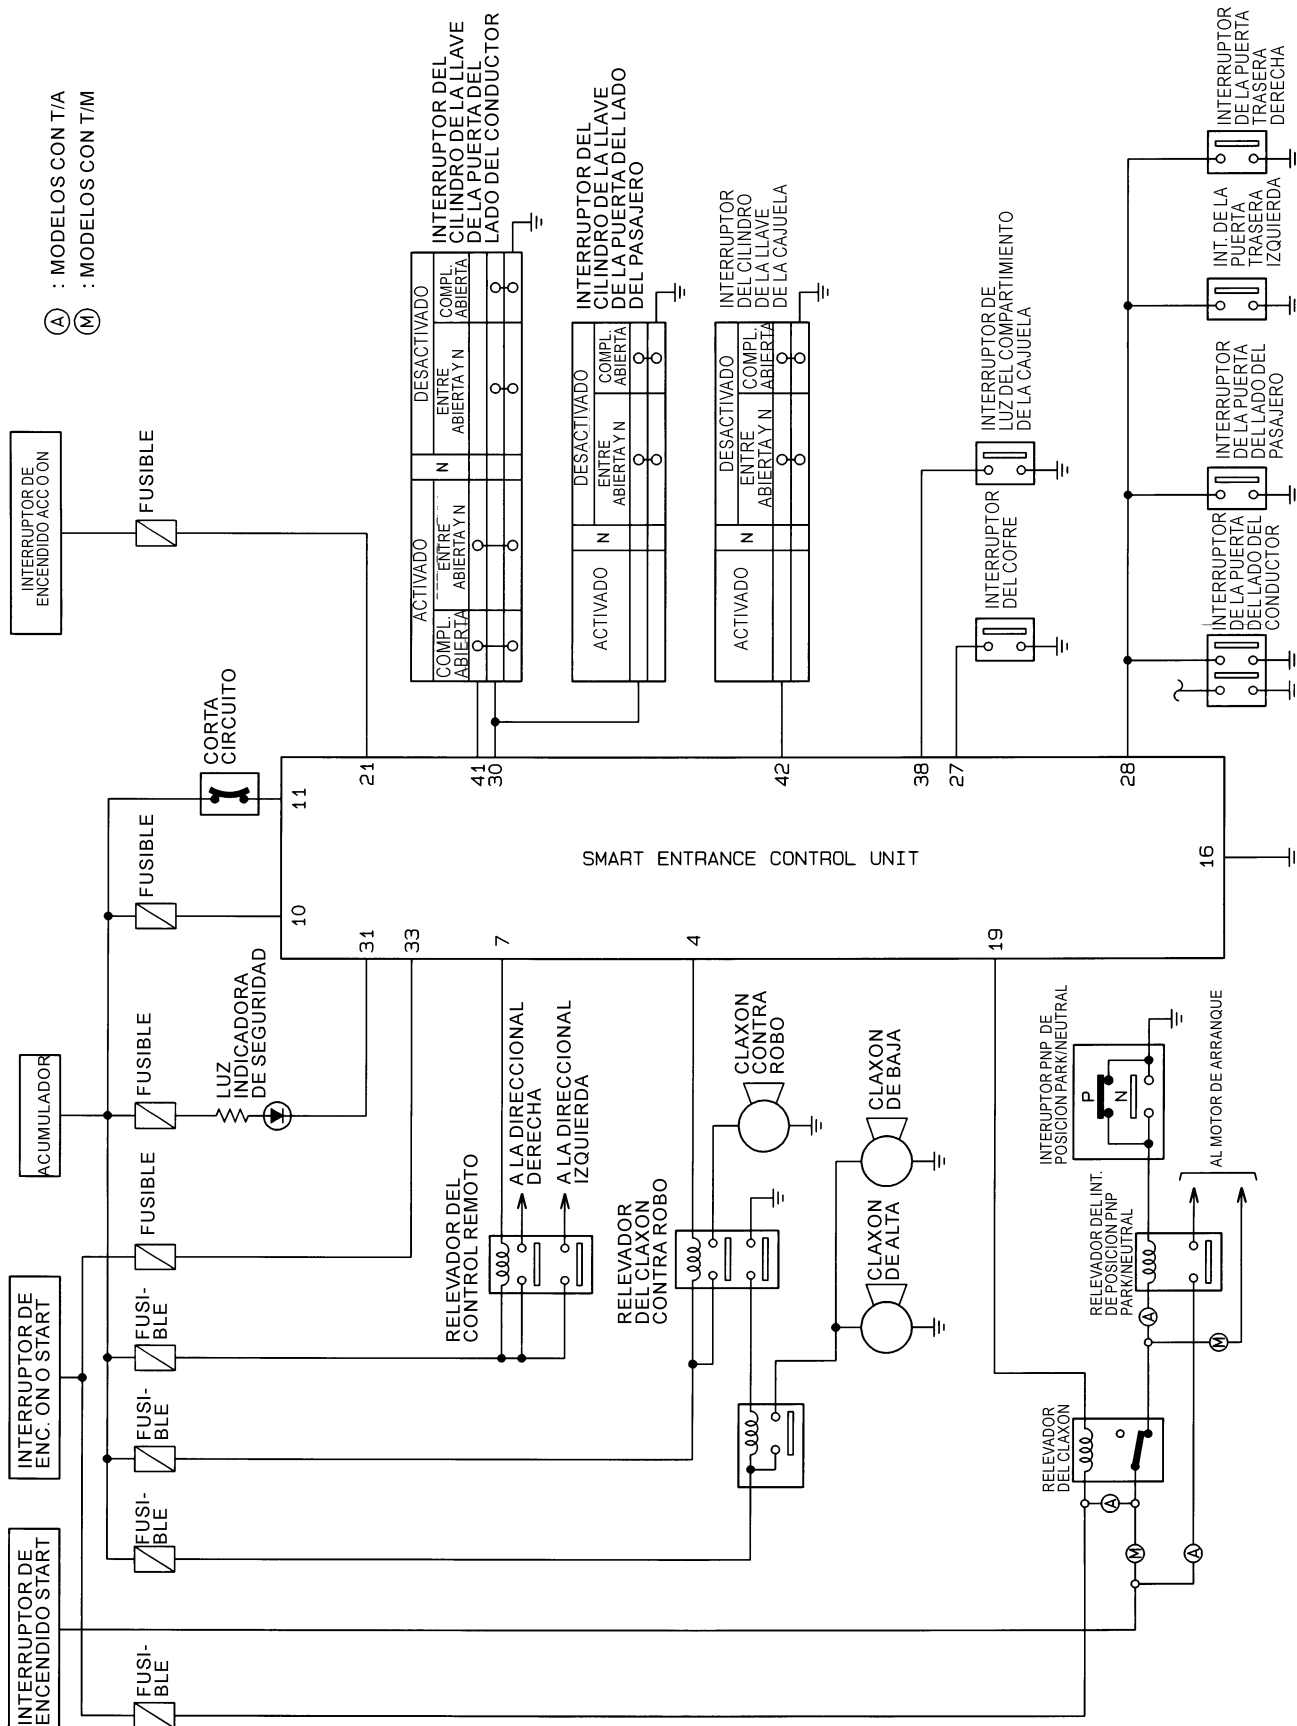 INTERRUPTOR DE
ENCENDIDO START
INTERRUPTOR DE
ENC. ON O START
ACUMULADOR
INTERRUPTOR DE
ENCENDIDO ACC O ON
Ⓐ : MODELOS CON T/A
Ⓜ : MODELOS CON T/M
FUSI-
BLE
FUSI-
BLE
FUSI-
BLE
FUSI-
BLE
FUSIBLE
FUSIBLE
FUSIBLE
FUSIBLE
LUZ
INDICADORA
DE SEGURIDAD
CORTA
CIRCUITO
31
33
10
11
21
7
4
19
41
30
42
38
27
28
16
SMART ENTRANCE CONTROL UNIT
RELEVADOR DEL
CONTROL REMOTO
A LA DIRECCIONAL
DERECHA
A LA DIRECCIONAL
IZQUIERDA
RELEVADOR
DEL CLAXON
CONTRA ROBO
CLAXON
CONTRA
ROBO
CLAXON
DE ALTA
CLAXON
DE BAJA
RELEVADOR
DEL CLAXON
A
M
A
A
M
RELEVADOR DEL INT.
DE POSICION PNP
PARK/NEUTRAL
INTERUPTOR PNP DE
POSICION PARK/NEUTRAL
P
N
AL MOTOR DE ARRANQUE
ACTIVADO
N
DESACTIVADO
COMPL.
ABIERTA
ENTRE
ABIERTA Y N
ENTRE
ABIERTA Y N
COMPL.
ABIERTA
INTERRUPTOR DEL
CILINDRO DE LA LLAVE
DE LA PUERTA DEL
LADO DEL CONDUCTOR
ACTIVADO
N
DESACTIVADO
ENTRE
ABIERTA Y N
COMPL.
ABIERTA
INTERRUPTOR DEL
CILINDRO DE LA LLAVE
DE LA PUERTA DEL LADO
DEL PASAJERO
ACTIVADO
N
DESACTIVADO
ENTRE
ABIERTA Y N
COMPL.
ABIERTA
INTERRUPTOR
DEL CILINDRO
DE LA LLAVE
DE LA CAJUELA
INTERRUPTOR
DEL COFRE
INTERRUPTOR DE
LUZ DEL COMPARTIMIENTO
DE LA CAJUELA
INTERRUPTOR
DE LA PUERTA
DEL LADO DEL
CONDUCTOR
INTERRUPTOR
DE LA PUERTA
DEL LADO DEL
PASAJERO
INT. DE LA
PUERTA
TRASERA
IZQUIERDA
INTERRUPTOR
DE LA PUERTA
TRASERA
DERECHA